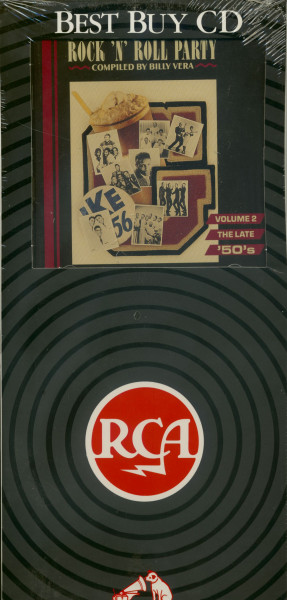 BEST BUY CD
ROCK 'N' ROLL PARTY
COMPILED BY BILLY VERA
'KE
56
VOLUME 2
THE LATE
'50's
RCA